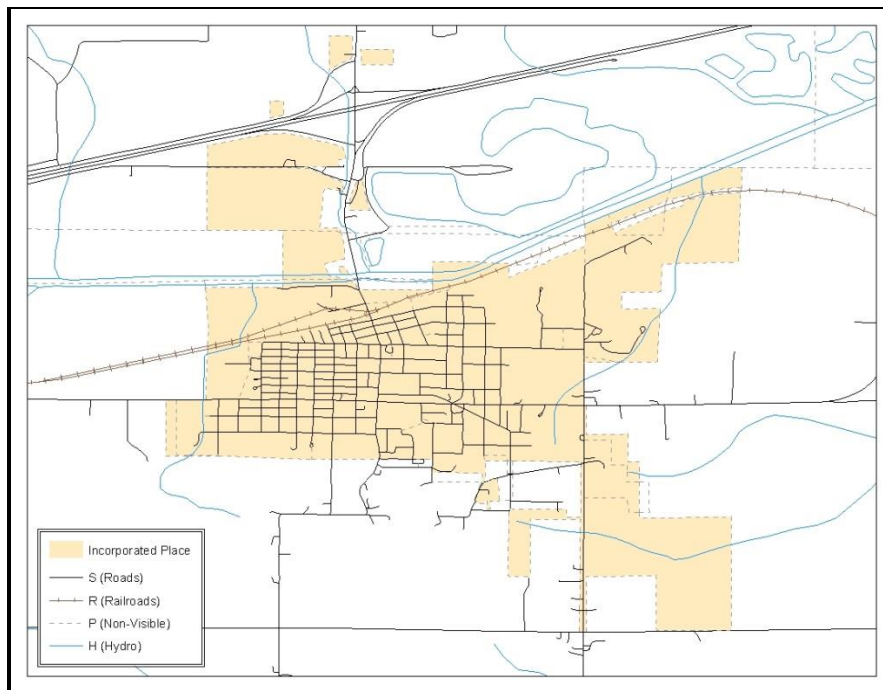 Incorporated Place
S (Roads)
R (Railroads)
P (Non-Visible)
H (Hydro)